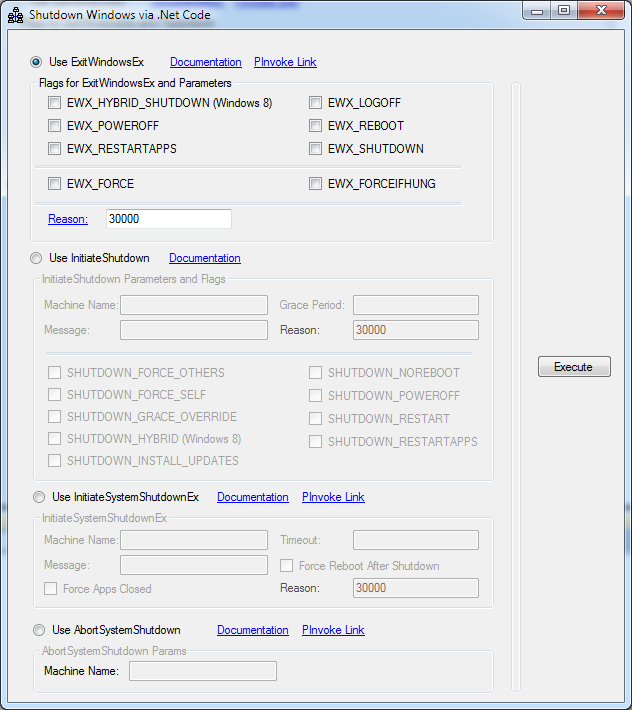 Shutdown Windows via .Net Code
Use ExitWindowsEx Documentation PInvoke Link
Flags for ExitWindowsEx and Parameters
EWX_HYBRID_SHUTDOWN (Windows 8) EWX_LOGOFF
EWX_POWEROFF EWX_REBOOT
EWX_RESTARTAPPS EWX_SHUTDOWN
EWX_FORCE EWX_FORCEIFHUNG
Reason: 30000
Use InitiateShutdown Documentation
InitiateShutdown Parameters and Flags
Machine Name: Grace Period:
Message: Reason: 30000
Execute
SHUTDOWN_FORCE_OTHERS SHUTDOWN_NOREBOOT
SHUTDOWN_FORCE_SELF SHUTDOWN_POWEROFF
SHUTDOWN_GRACE_OVERRIDE SHUTDOWN_RESTART
SHUTDOWN_HYBRID (Windows 8) SHUTDOWN_RESTARTAPPS
SHUTDOWN_INSTALL_UPDATES
Use InitiateSystemShutdownEx Documentation PInvoke Link
InitiateSystemShutdownEx
Machine Name: Timeout:
Message: Force Reboot After Shutdown
Force Apps Closed Reason: 30000
Use AbortSystemShutdown Documentation PInvoke Link
AbortSystemShutdown Params
Machine Name: